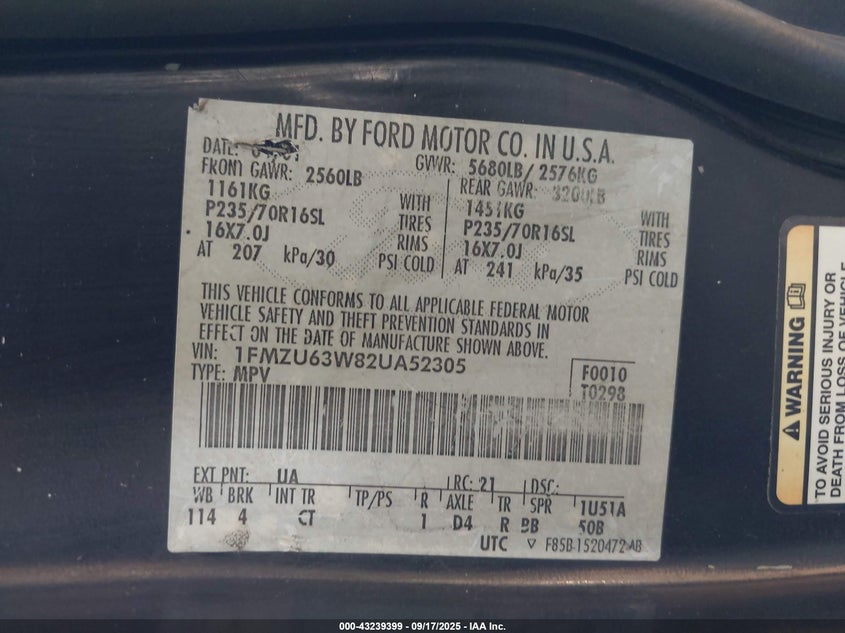 MFD. BY FORD MOTOR CO. IN U.S.A.
DATE:
GVWR: 5680LB/ 2576KG
FRONT GAWR: 2560LB
1161KG
P235/70R16SL
16X7.0J
AT 207 kPa/30
WITH
TIRES
RIMS
PSI COLD
REAR GAWR: 3200LB
1451KG
P235/70R16SL
16X7.0J
AT 241 kPa/35
WITH
TIRES
RIMS
PSI COLD
THIS VEHICLE CONFORMS TO ALL APPLICABLE FEDERAL MOTOR
VEHICLE SAFETY AND THEFT PREVENTION STANDARDS IN
EFFECT ON THE DATE OF MANUFACTURE SHOWN ABOVE.
VIN: 1FMZU63W82UA52305
TYPE: MPV
F0010
T0298
EXT PNT: UA RC: 21 DSO:
WB BRK INT TR TP/PS R AXLE TR SPR 1U51A
114 4 CT 1 D4 R BB 50B
UTC ▽ F85B-1520472-AB
WARNING
TO AVOID SERIOUS INJURY OR
DEATH FROM LOSS OF VEHICLE
000-43239399 - 09/17/2025 - IAA Inc.